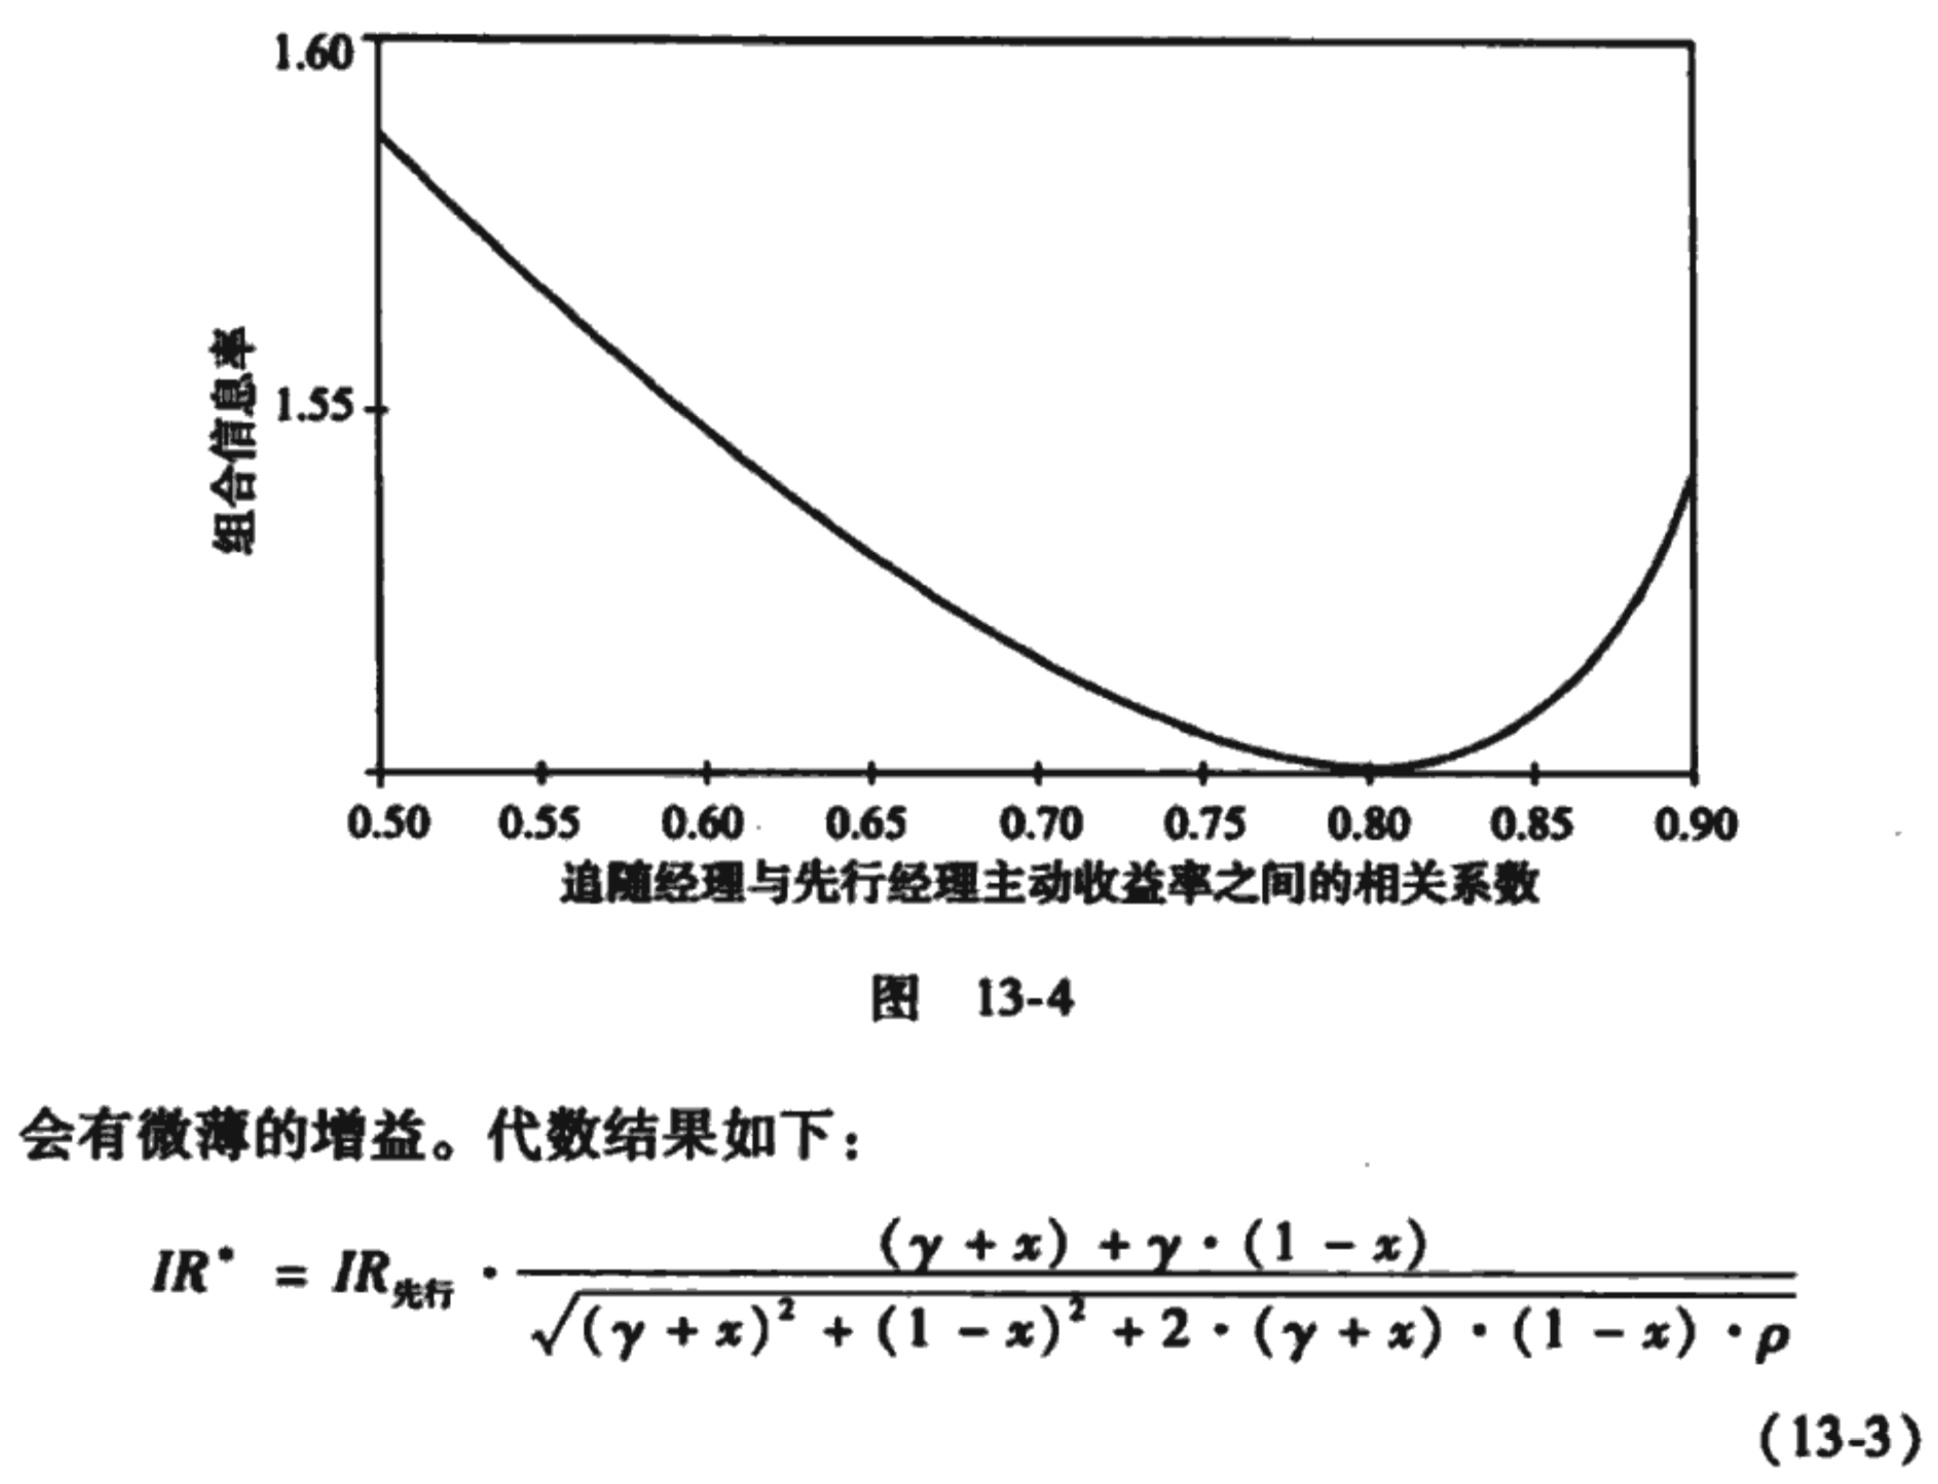 1.60
1.55
组合信息率
0.50 0.55 0.60 0.65 0.70 0.75 0.80 0.85 0.90
追随经理与先行经理主动收益率之间的相关系数
图 13-4
会有微薄的增益。代数结果如下：
IR* = IR先行 · (γ + x) + γ · (1 − x) / √(γ + x)² + (1 − x)² + 2 · (γ + x) · (1 − x) · ρ
(13-3)